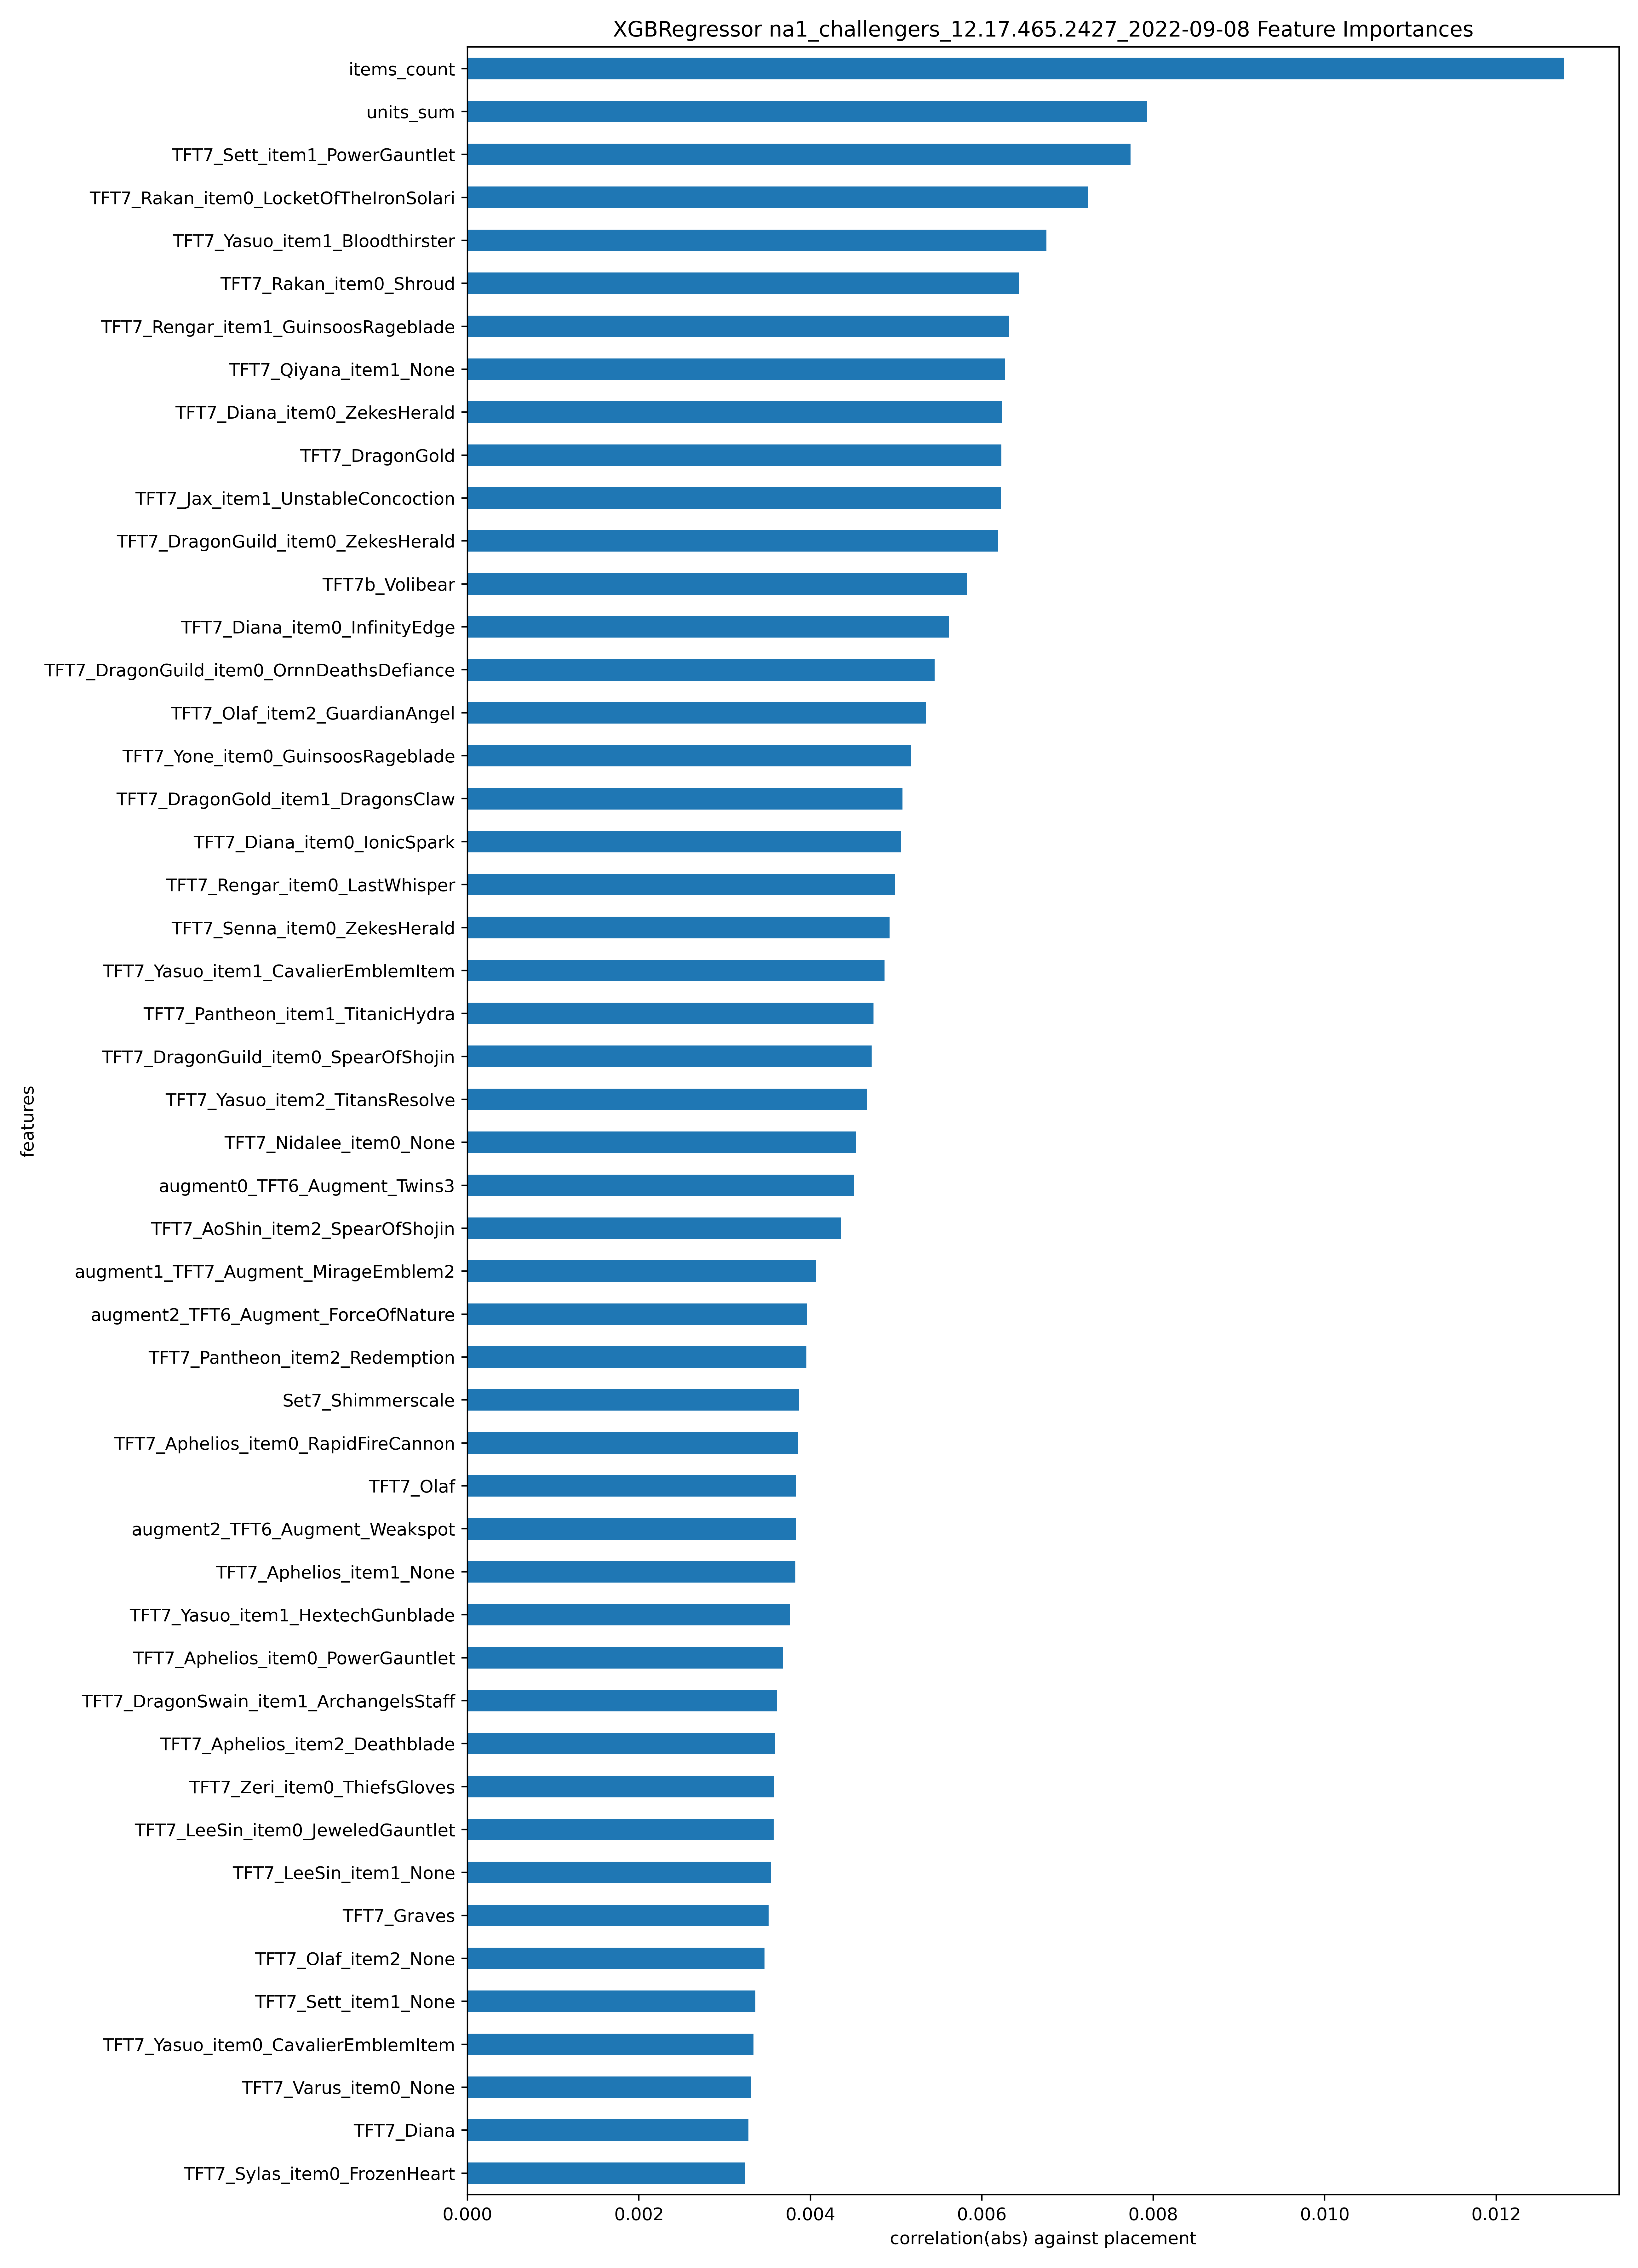 XGBRegressor na1_challengers_12.17.465.2427_2022-09-08 Feature Importances
items_count
units_sum
TFT7_Sett_item1_PowerGauntlet
TFT7_Rakan_item0_LocketOfTheIronSolari
TFT7_Yasuo_item1_Bloodthirster
TFT7_Rakan_item0_Shroud
TFT7_Rengar_item1_GuinsoosRageblade
TFT7_Qiyana_item1_None
TFT7_Diana_item0_ZekesHerald
TFT7_DragonGold
TFT7_Jax_item1_UnstableConcoction
TFT7_DragonGuild_item0_ZekesHerald
TFT7b_Volibear
TFT7_Diana_item0_InfinityEdge
TFT7_DragonGuild_item0_OrnnDeathsDefiance
TFT7_Olaf_item2_GuardianAngel
TFT7_Yone_item0_GuinsoosRageblade
TFT7_DragonGold_item1_DragonsClaw
TFT7_Diana_item0_IonicSpark
TFT7_Rengar_item0_LastWhisper
TFT7_Senna_item0_ZekesHerald
TFT7_Yasuo_item1_CavalierEmblemItem
TFT7_Pantheon_item1_TitanicHydra
TFT7_DragonGuild_item0_SpearOfShojin
TFT7_Yasuo_item2_TitansResolve
TFT7_Nidalee_item0_None
augment0_TFT6_Augment_Twins3
TFT7_AoShin_item2_SpearOfShojin
augment1_TFT7_Augment_MirageEmblem2
augment2_TFT6_Augment_ForceOfNature
TFT7_Pantheon_item2_Redemption
Set7_Shimmerscale
TFT7_Aphelios_item0_RapidFireCannon
TFT7_Olaf
augment2_TFT6_Augment_Weakspot
TFT7_Aphelios_item1_None
TFT7_Yasuo_item1_HextechGunblade
TFT7_Aphelios_item0_PowerGauntlet
TFT7_DragonSwain_item1_ArchangelsStaff
TFT7_Aphelios_item2_Deathblade
TFT7_Zeri_item0_ThiefsGloves
TFT7_LeeSin_item0_JeweledGauntlet
TFT7_LeeSin_item1_None
TFT7_Graves
TFT7_Olaf_item2_None
TFT7_Sett_item1_None
TFT7_Yasuo_item0_CavalierEmblemItem
TFT7_Varus_item0_None
TFT7_Diana
TFT7_Sylas_item0_FrozenHeart
features
0.000 0.002 0.004 0.006 0.008 0.010 0.012
correlation(abs) against placement